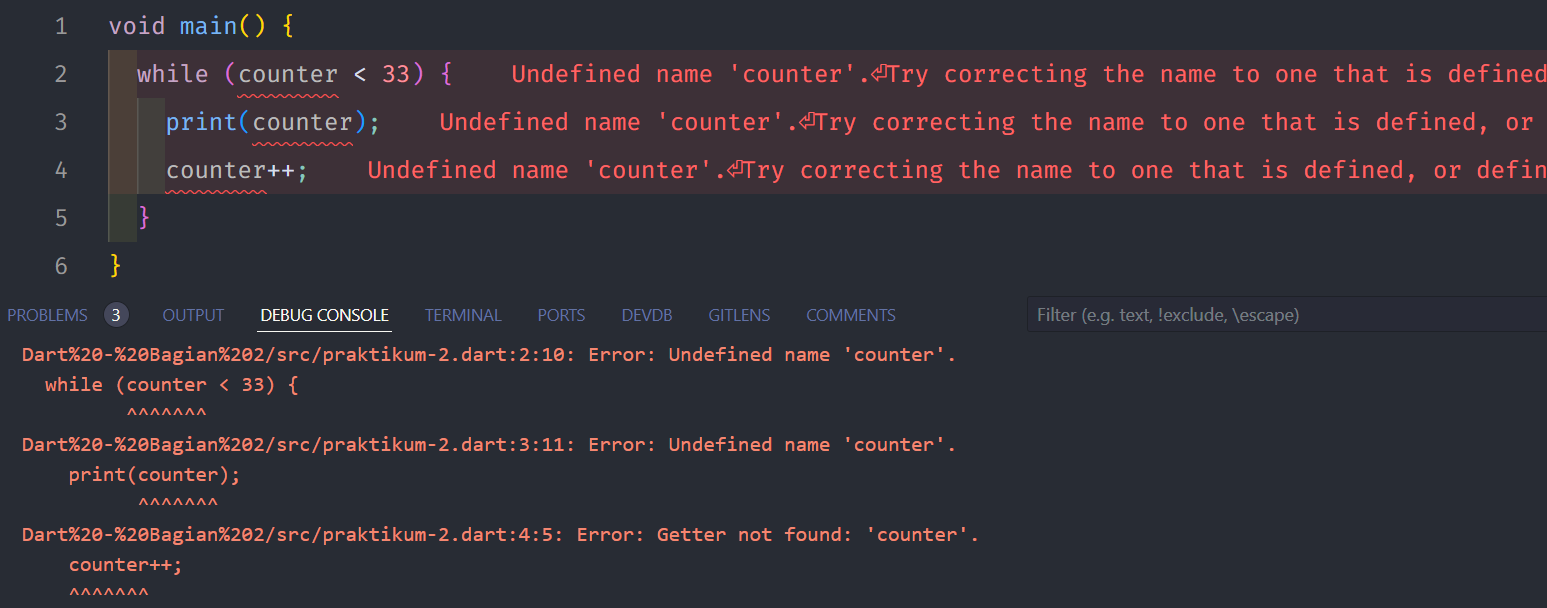 1 void main() {
2 while (counter < 33) { Undefined name 'counter'.⏎Try correcting the name to one that is defined
3 print(counter); Undefined name 'counter'.⏎Try correcting the name to one that is defined, or
4 counter++; Undefined name 'counter'.⏎Try correcting the name to one that is defined, or defin
5 }
6 }
PROBLEMS 3 OUTPUT DEBUG CONSOLE TERMINAL PORTS DEVDB GITLENS COMMENTS Filter (e.g. text, !exclude, \escape)
Dart%20-%20Bagian%202/src/praktikum-2.dart:2:10: Error: Undefined name 'counter'.
while (counter < 33) {
^^^^^^^
Dart%20-%20Bagian%202/src/praktikum-2.dart:3:11: Error: Undefined name 'counter'.
print(counter);
^^^^^^^
Dart%20-%20Bagian%202/src/praktikum-2.dart:4:5: Error: Getter not found: 'counter'.
counter++;
^^^^^^^